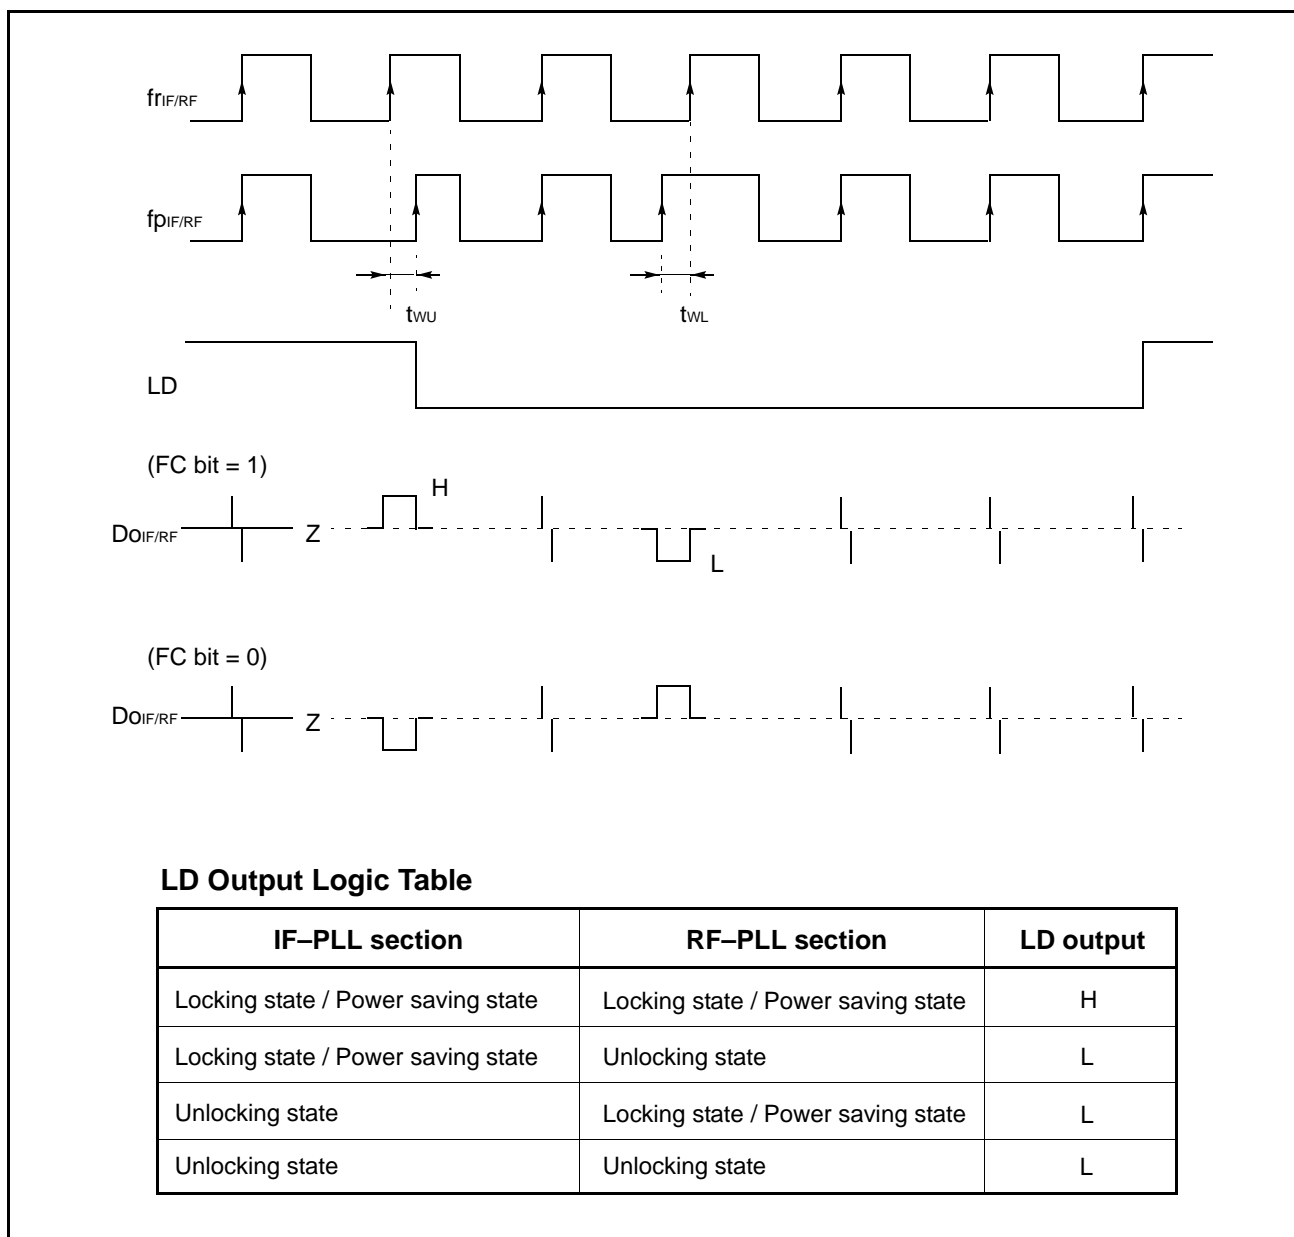 frIF/RF
fpIF/RF
tWU tWL
LD
(FC bit = 1)
H
DoIF/RF Z
L
(FC bit = 0)
DoIF/RF Z
LD Output Logic Table
IF–PLL section RF–PLL section LD output
Locking state / Power saving state Locking state / Power saving state H
Locking state / Power saving state Unlocking state L
Unlocking state Locking state / Power saving state L
Unlocking state Unlocking state L